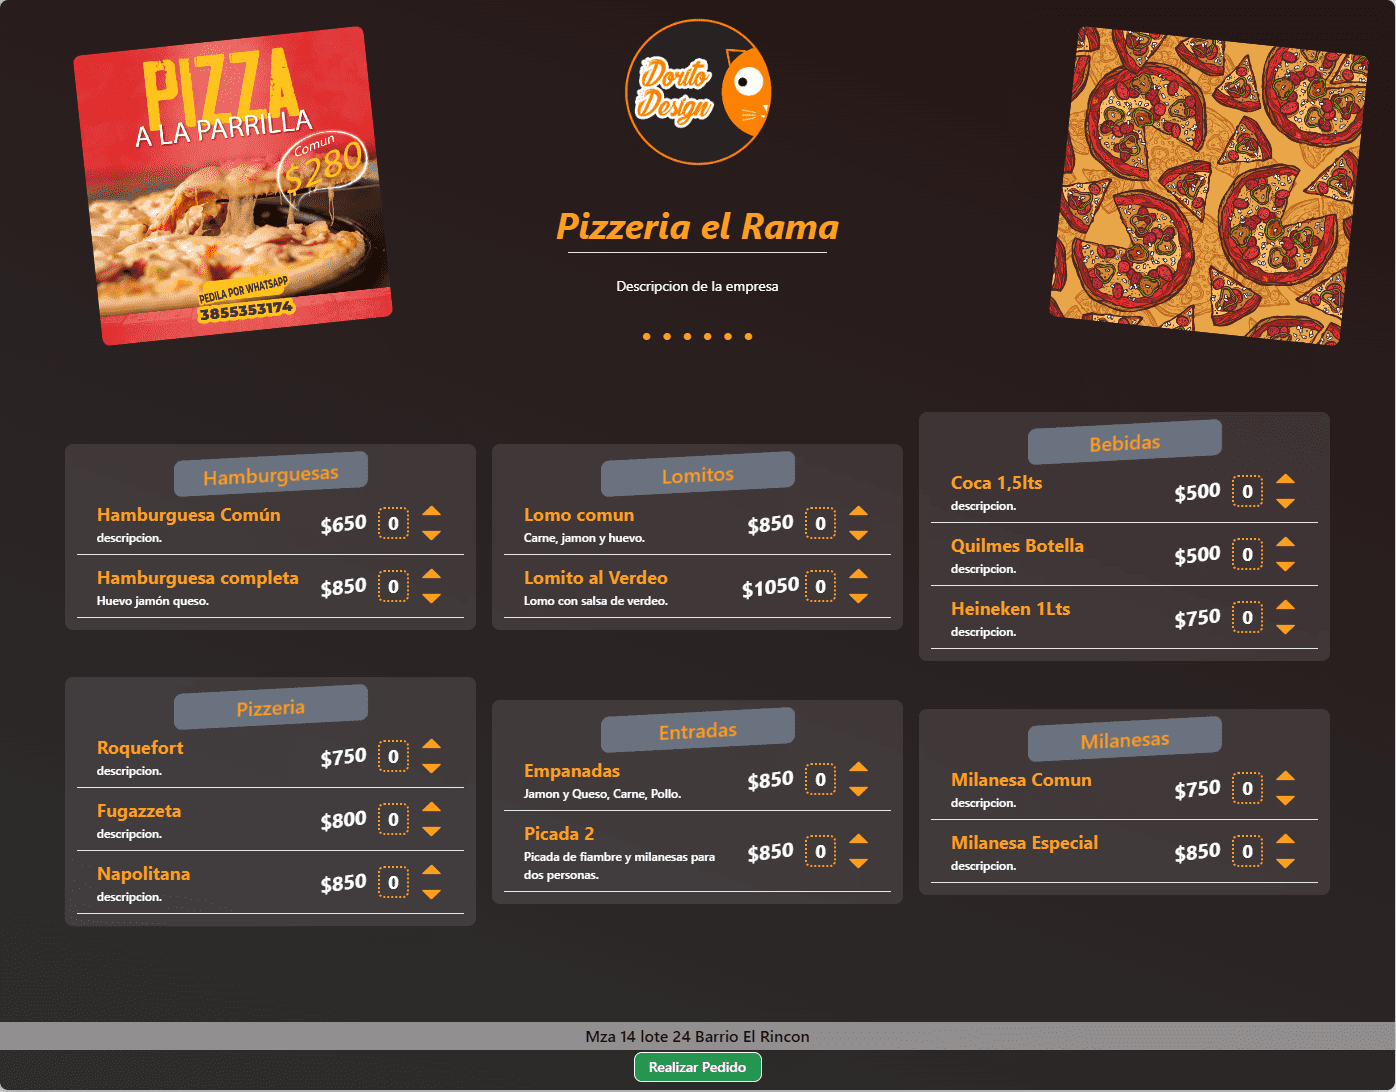 PIZZA
A LA PARRILLA
Comun
$280
PEDILA POR WHATSAPP
3855353174
Dorito
Design
Pizzeria el Rama
Descripcion de la empresa
Hamburguesas
Hamburguesa Común
descripcion.
$650 0
Hamburguesa completa
Huevo jamón queso.
$850 0
Lomitos
Lomo comun
Carne, jamon y huevo.
$850 0
Lomito al Verdeo
Lomo con salsa de verdeo.
$1050 0
Bebidas
Coca 1,5lts
descripcion.
$500 0
Quilmes Botella
descripcion.
$500 0
Heineken 1Lts
descripcion.
$750 0
Pizzeria
Roquefort
descripcion.
$750 0
Fugazzeta
descripcion.
$800 0
Napolitana
descripcion.
$850 0
Entradas
Empanadas
Jamon y Queso, Carne, Pollo.
$850 0
Picada 2
Picada de fiambre y milanesas para
dos personas.
$850 0
Milanesas
Milanesa Comun
descripcion.
$750 0
Milanesa Especial
descripcion.
$850 0
Mza 14 lote 24 Barrio El Rincon
Realizar Pedido